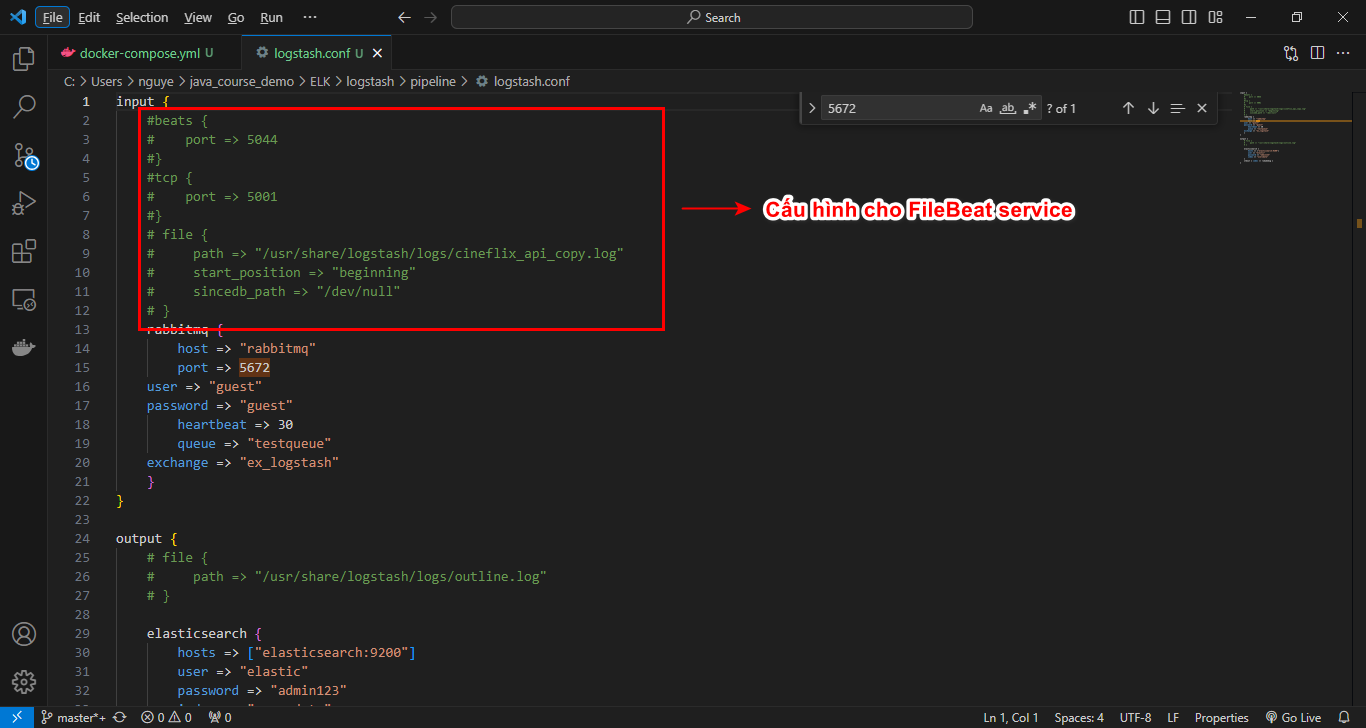 File Edit Selection View Go Run ··· Search
docker-compose.yml U logstash.conf U
C: > Users > nguye > java_course_demo > ELK > logstash > pipeline > logstash.conf
5672 Aa ab .* ? of 1
1 input {
2 #beats {
3 #    port => 5044
4 #}
5 #tcp {
6 #    port => 5001
7 #}
8 # file {
9 #     path => "/usr/share/logstash/logs/cineflix_api_copy.log"
10 #     start_position => "beginning"
11 #     sincedb_path => "/dev/null"
12 # }
Cấu hình cho FileBeat service
13 rabbitmq {
14 host => "rabbitmq"
15 port => 5672
16 user => "guest"
17 password => "guest"
18 heartbeat => 30
19 queue => "testqueue"
20 exchange => "ex_logstash"
21 }
22 }
23
24 output {
25 # file {
26 #     path => "/usr/share/logstash/logs/outline.log"
27 # }
28
29 elasticsearch {
30 hosts => ["elasticsearch:9200"]
31 user => "elastic"
32 password => "admin123"
master*+ 0 0 0 Ln 1, Col 1 Spaces: 4 UTF-8 LF Properties Go Live